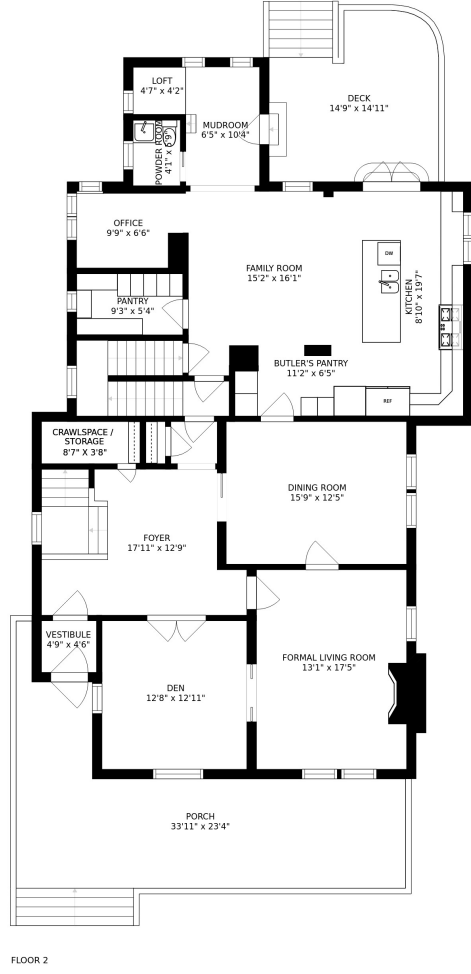 LOFT
4'7" x 4'2"
DECK
14'9" x 14'11"
MUDROOM
6'5" x 10'4"
POWDER ROOM
4'1" x 5'9"
OFFICE
9'9" x 6'6"
FAMILY ROOM
15'2" x 16'1"
DW
KITCHEN
8'10" x 19'7"
PANTRY
9'3" x 5'4"
BUTLER'S PANTRY
11'2" x 6'5"
REF
CRAWLSPACE /
STORAGE
8'7" X 3'8"
DINING ROOM
15'9" x 12'5"
FOYER
17'11" x 12'9"
VESTIBULE
4'9" x 4'6"
FORMAL LIVING ROOM
13'1" x 17'5"
DEN
12'8" x 12'11"
PORCH
33'11" x 23'4"
FLOOR 2